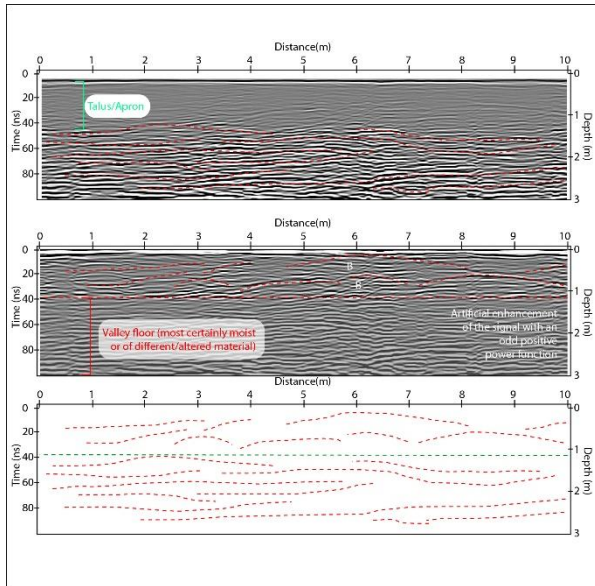 Distance(m)
0 1 2 3 4 5 6 7 8 9 10
Time (ns)
0
20
40
60
80
Talus/Apron
Depth (m)
0
1
2
3
Distance(m)
0 1 2 3 4 5 6 7 8 9 10
Time (ns)
0
20
40
60
80
B
B
Valley floor (most certainly moist
or of different/altered material)
Artificial enhancement
of the signal with an
odd positive
power function
Depth (m)
0
1
2
3
Distance(m)
0 1 2 3 4 5 6 7 8 9 10
Time (ns)
0
20
40
60
80
Depth (m)
0
1
2
3